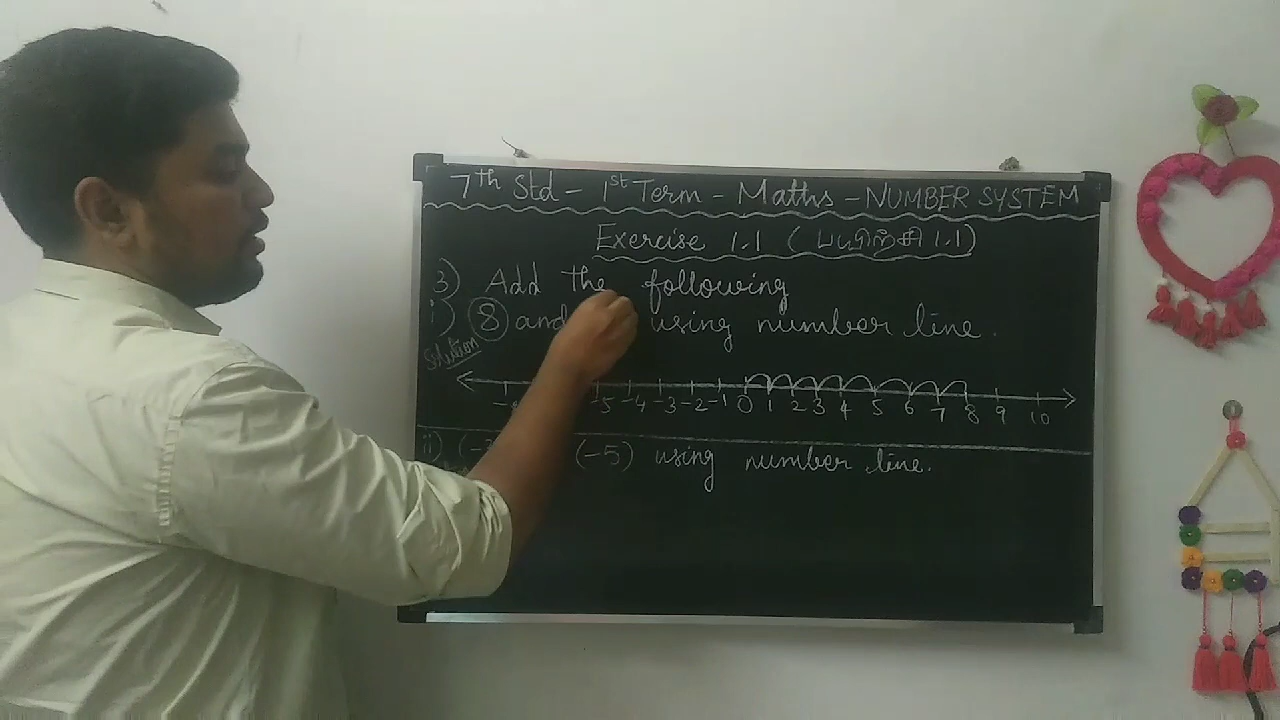 7th Std - 1st Term - Maths - NUMBER SYSTEM
Exercise 1.1 (பயிற்சி 1.1)
3) Add the following
i) 8 and using number line.
Solution
-5 -4 -3 -2 -1 0 1 2 3 4 5 6 7 8 9 10
ii) (-5) using number line.